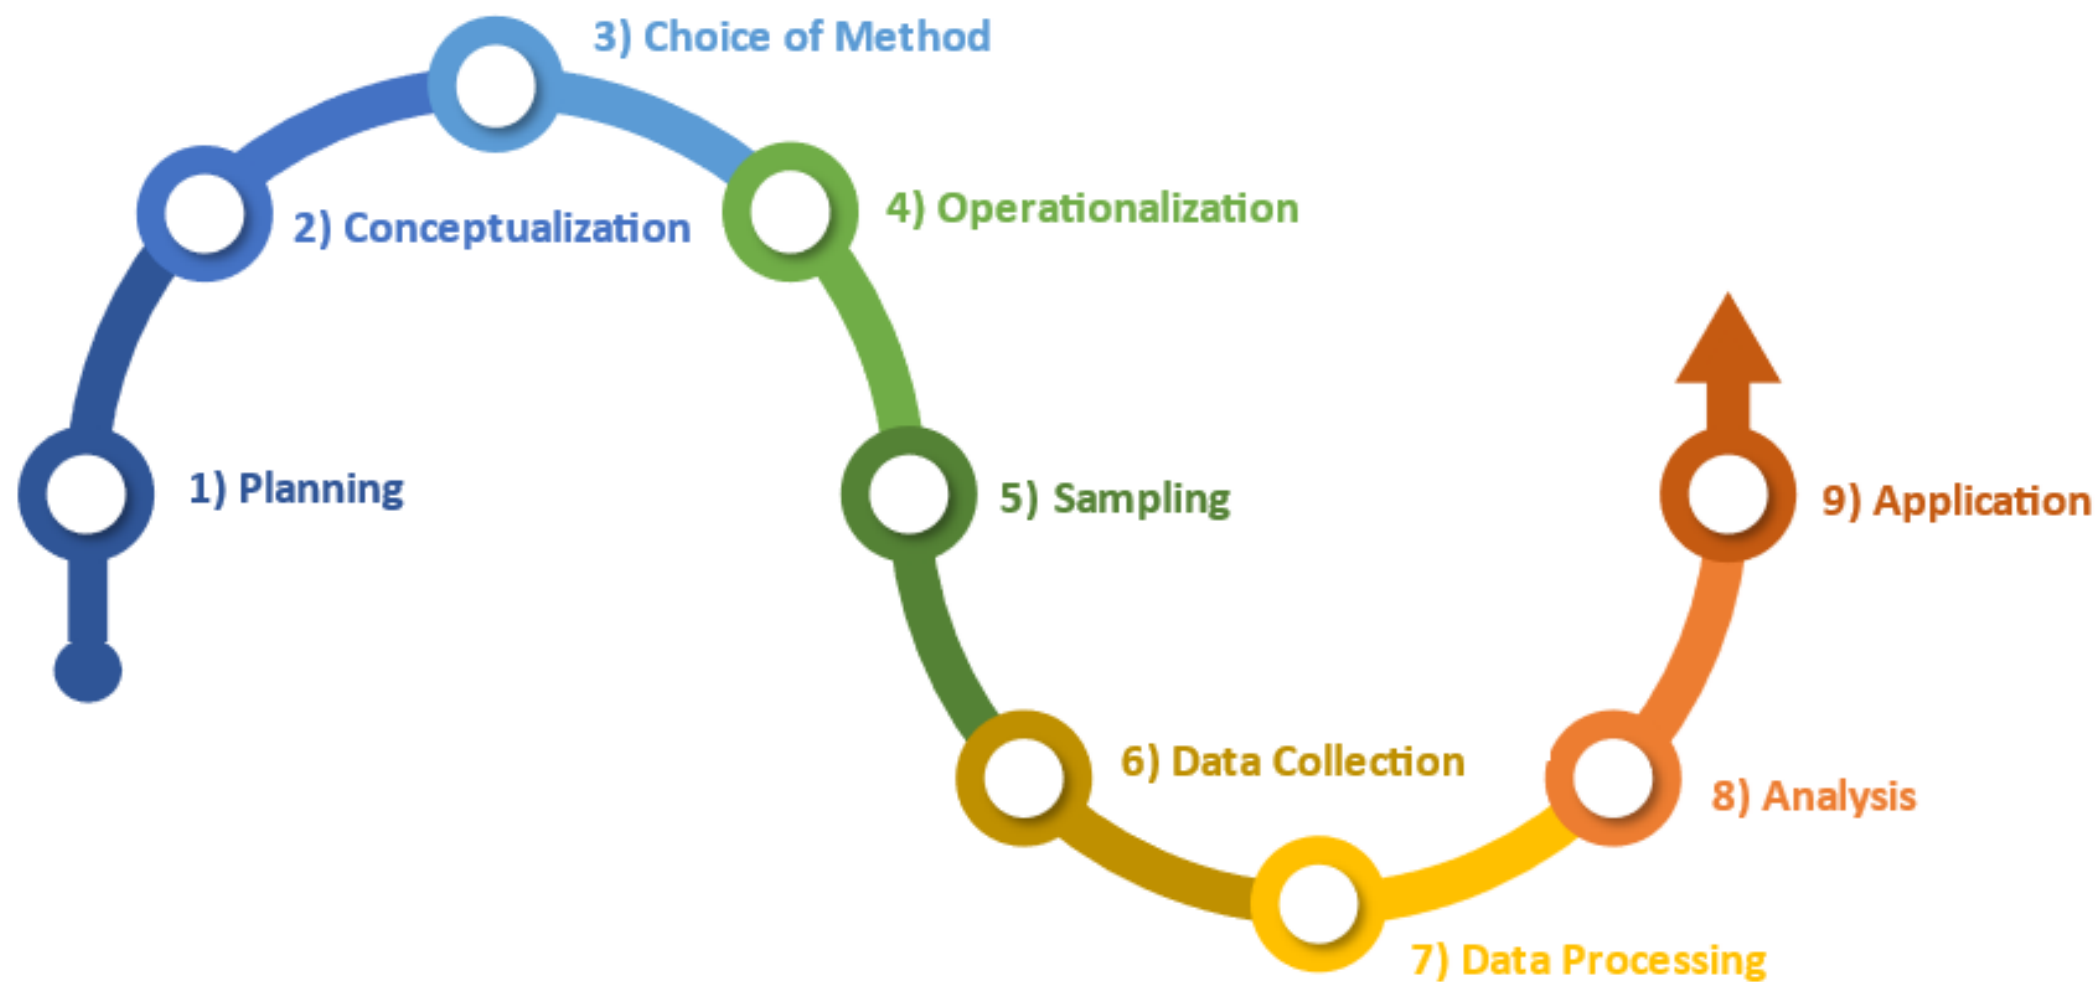 1) Planning
2) Conceptualization
3) Choice of Method
4) Operationalization
5) Sampling
6) Data Collection
7) Data Processing
8) Analysis
9) Application